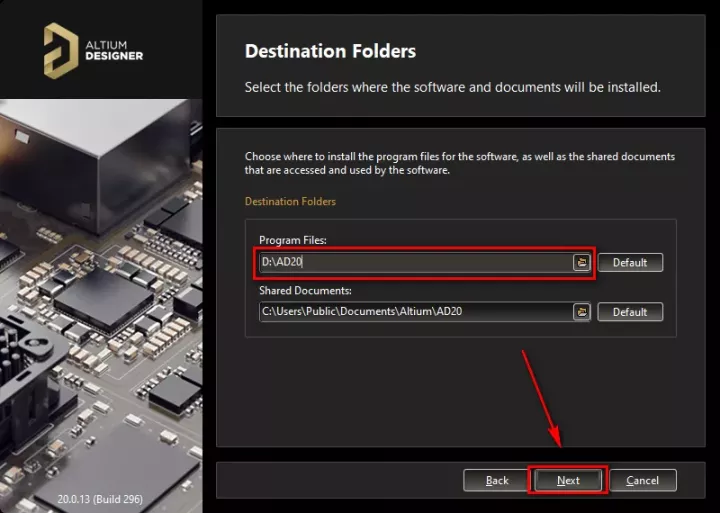 ALTIUM
DESIGNER
Destination Folders
Select the folders where the software and documents will be installed.
Choose where to install the program files for the software, as well as the shared documents
that are accessed and used by the software.
Destination Folders
Program Files:
D:\AD20
Default
Shared Documents:
C:\Users\Public\Documents\Altium\AD20
Default
20.0.13 (Build 296)
Back
Next
Cancel